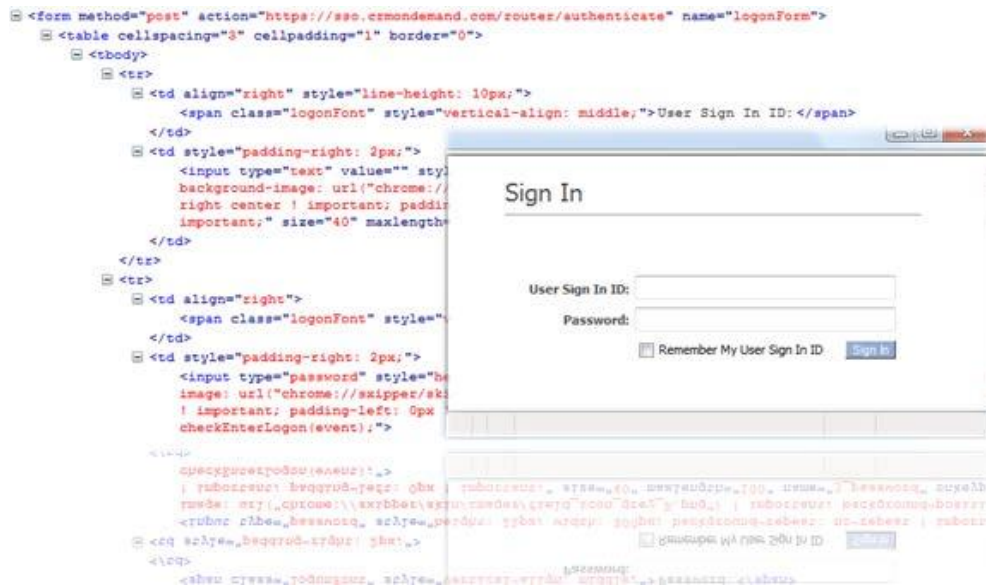 <form method="post" action="https://sso.crmondemand.com/router/authenticate" name="logonForm">
<table cellspacing="3" cellpadding="1" border="0">
<tbody>
<tr>
<td align="right" style="line-height: 10px;">
<span class="logonFont" style="vertical-align: middle;">User Sign In ID:</span>
</td>
<td style="padding-right: 2px;">
<input type="text" value="" styl
background-image: url("chrome://
right center ! important; paddin
important;" size="40" maxlength=
</td>
</tr>
<tr>
<td align="right">
<span class="logonFont" style="v
</td>
<td style="padding-right: 2px;">
<input type="password" style="he
image: url("chrome://sxipper/ski
! important; padding-left: 0px
checkEnterLogon(event);">
Sign In
User Sign In ID:
Password:
Remember My User Sign In ID
Sign In